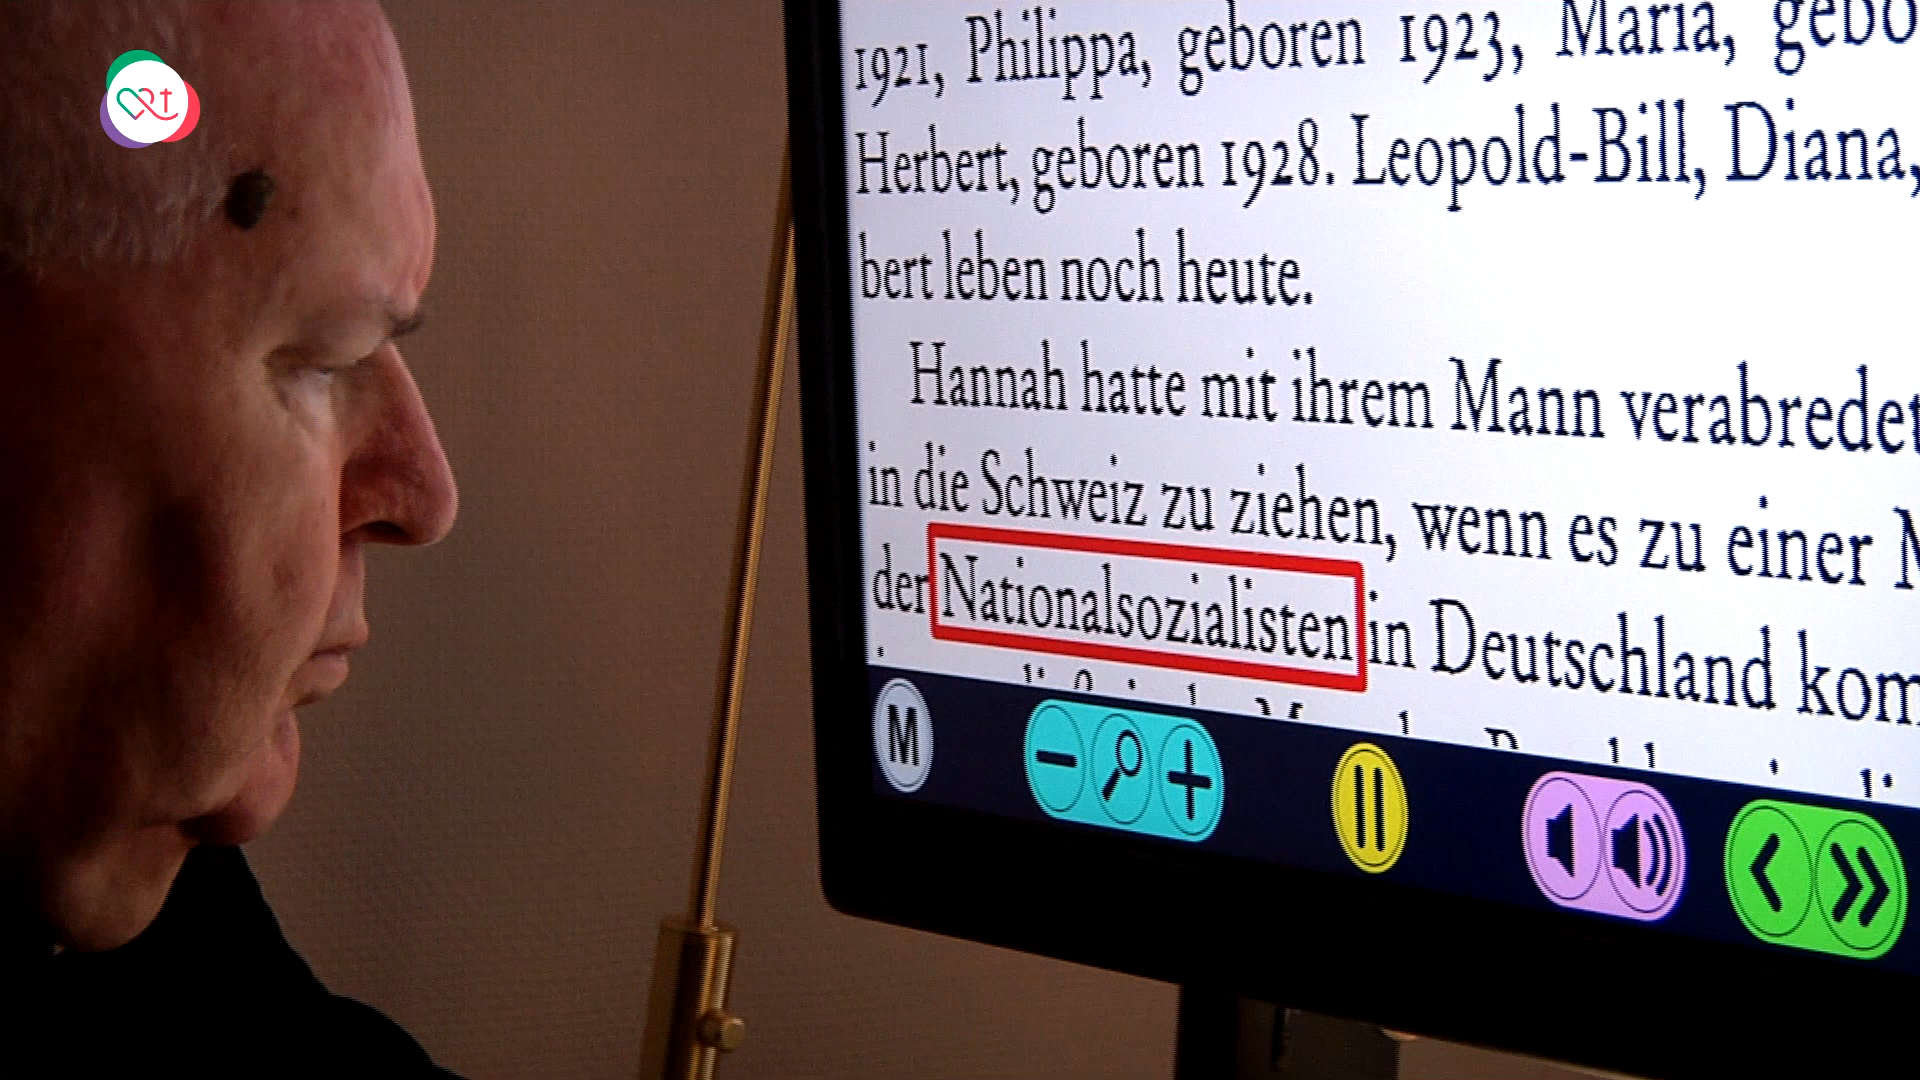 1921, Philippa, geboren 1923, Maria,
Herbert, geboren 1928. Leopold-Bill, Diana,
bert leben noch heute.
Hannah hatte mit ihrem Mann verabredet
in die Schweiz zu ziehen, wenn es zu einer
der Nationalsozialisten in Deutschland
M